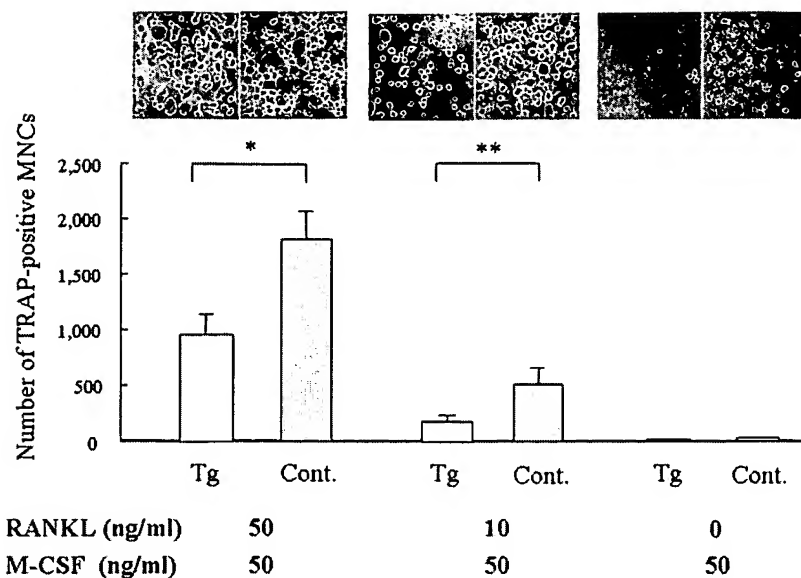 * **
Number of TRAP-positive MNCs
2,500
2,000
1,500
1,000
500
0
Tg Cont. Tg Cont. Tg Cont.
RANKL (ng/ml) 50 10 0
M-CSF (ng/ml) 50 50 50